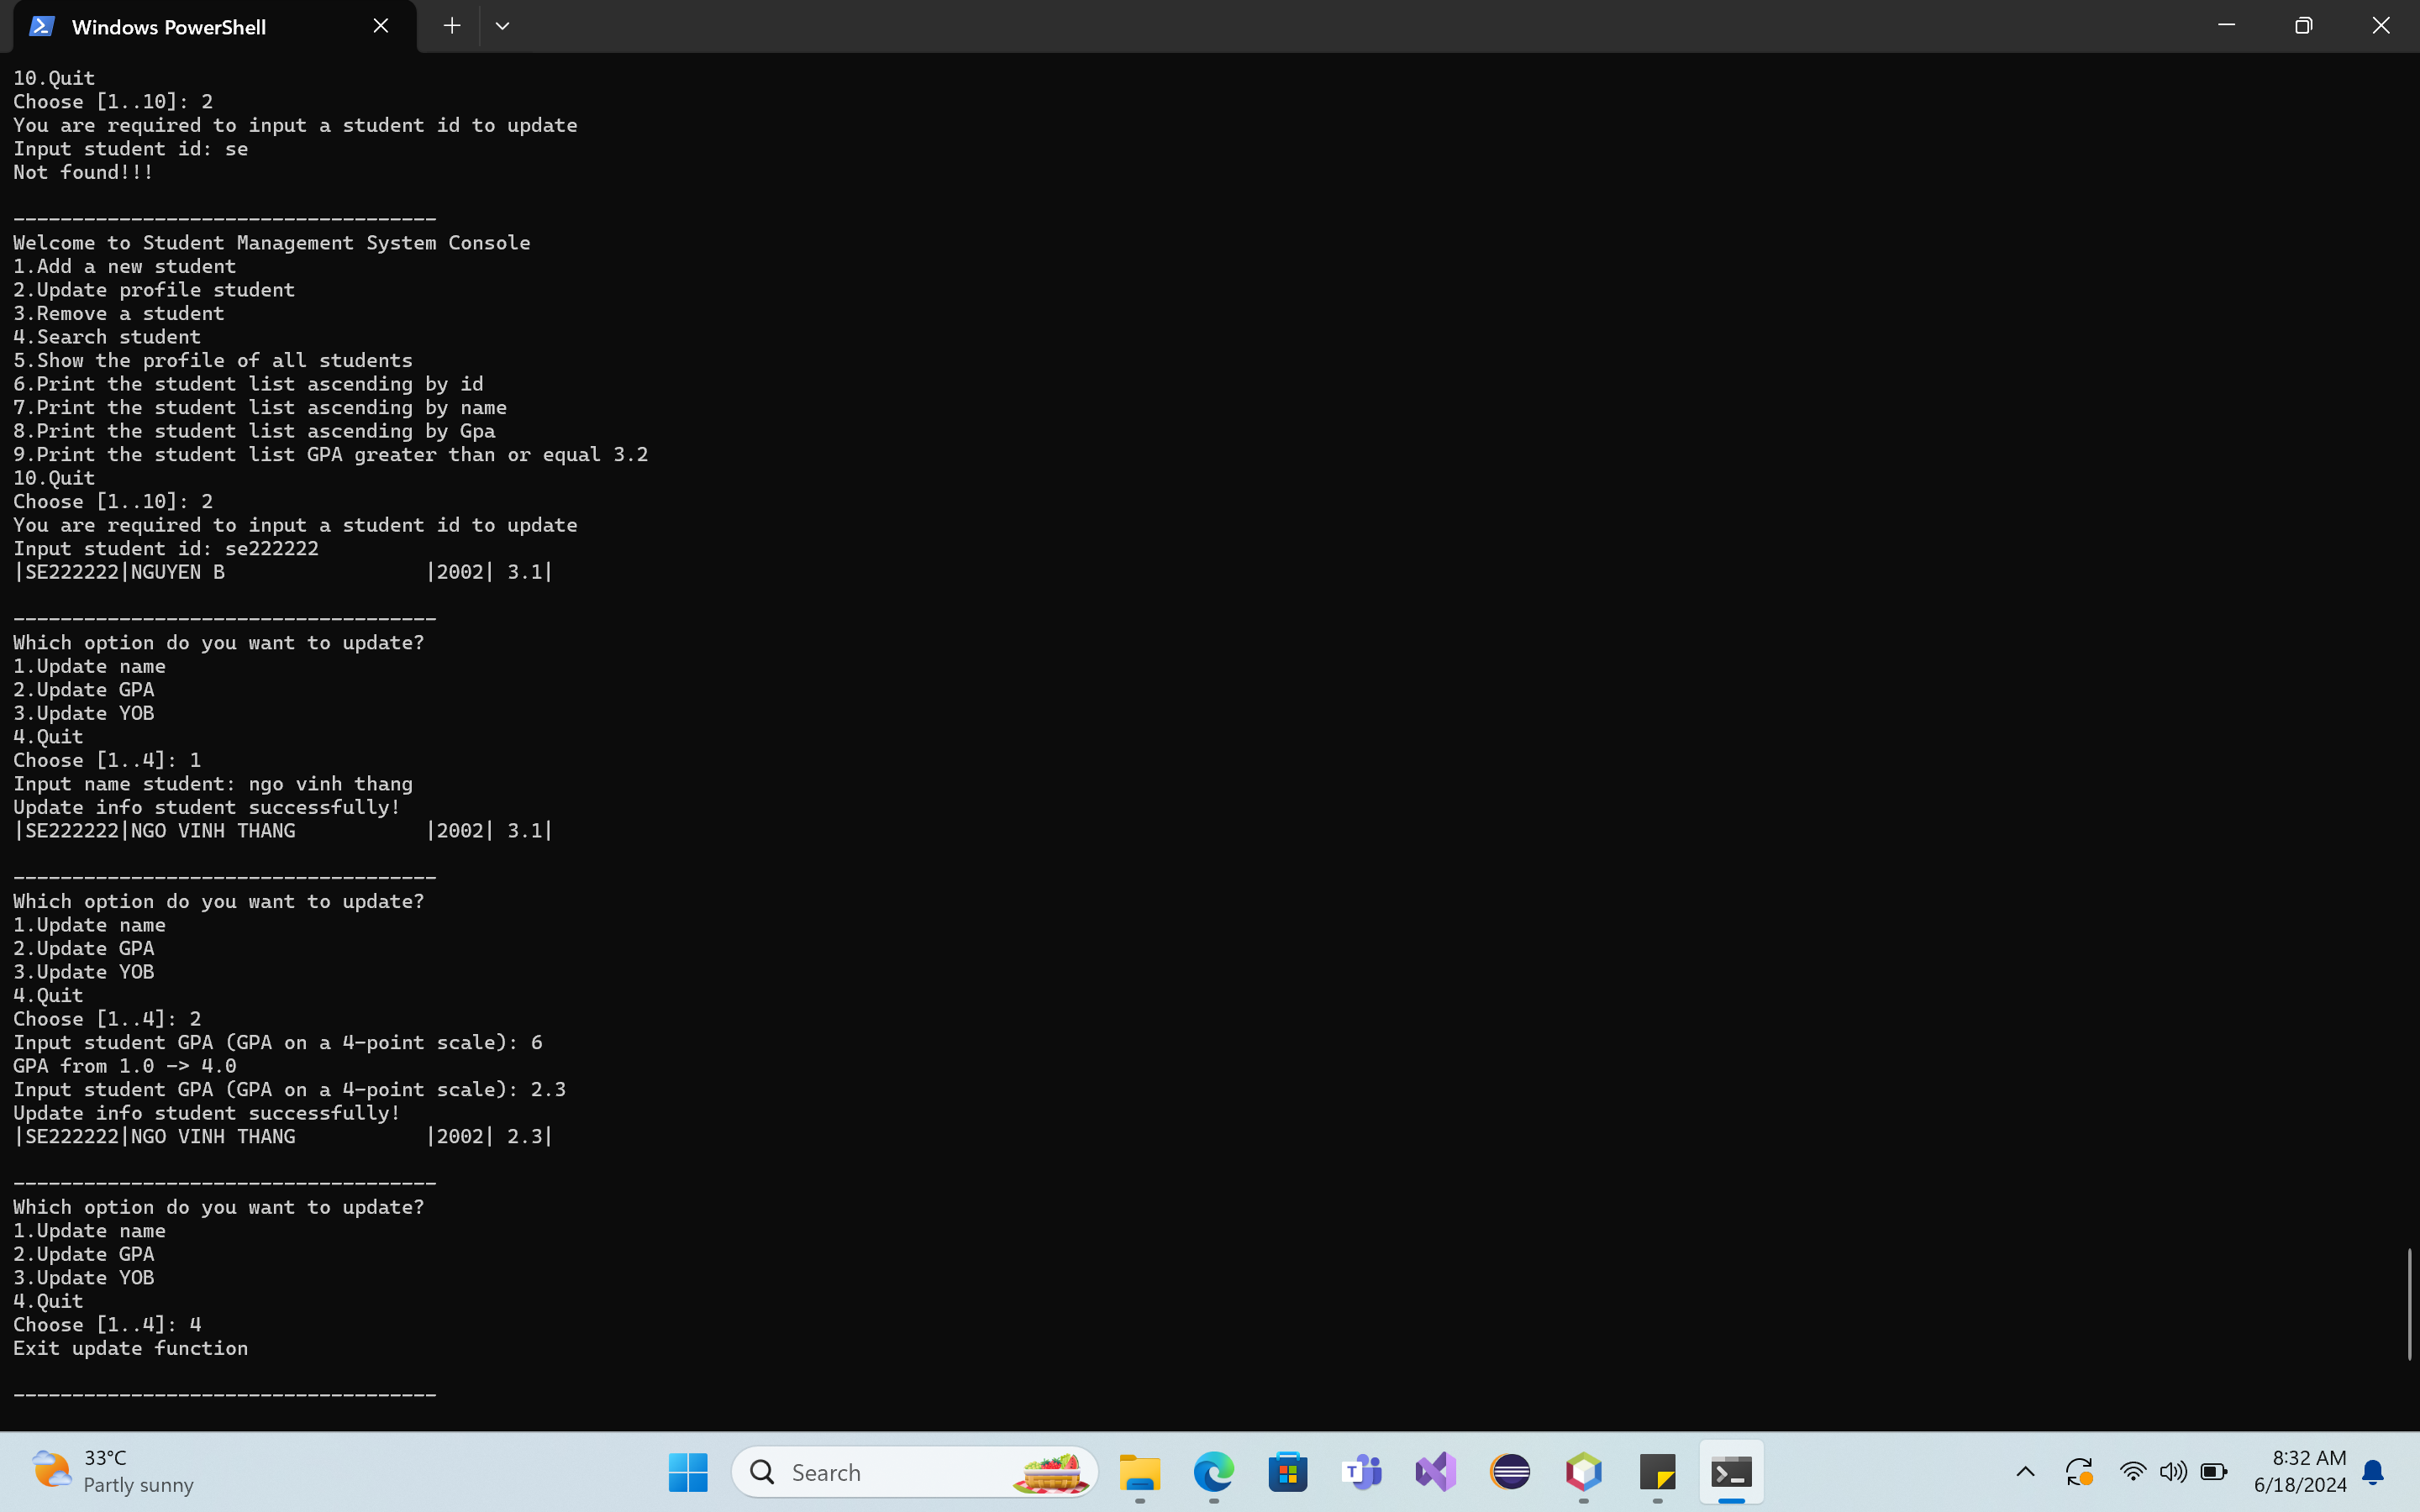 Windows PowerShell
10.Quit
Choose [1..10]: 2
You are required to input a student id to update
Input student id: se
Not found!!!
------------------------------------
Welcome to Student Management System Console
1.Add a new student
2.Update profile student
3.Remove a student
4.Search student
5.Show the profile of all students
6.Print the student list ascending by id
7.Print the student list ascending by name
8.Print the student list ascending by Gpa
9.Print the student list GPA greater than or equal 3.2
10.Quit
Choose [1..10]: 2
You are required to input a student id to update
Input student id: se222222
|SE222222|NGUYEN B                 |2002| 3.1|
------------------------------------
Which option do you want to update?
1.Update name
2.Update GPA
3.Update YOB
4.Quit
Choose [1..4]: 1
Input name student: ngo vinh thang
Update info student successfully!
|SE222222|NGO VINH THANG           |2002| 3.1|
------------------------------------
Which option do you want to update?
1.Update name
2.Update GPA
3.Update YOB
4.Quit
Choose [1..4]: 2
Input student GPA (GPA on a 4-point scale): 6
GPA from 1.0 -> 4.0
Input student GPA (GPA on a 4-point scale): 2.3
Update info student successfully!
|SE222222|NGO VINH THANG           |2002| 2.3|
------------------------------------
Which option do you want to update?
1.Update name
2.Update GPA
3.Update YOB
4.Quit
Choose [1..4]: 4
Exit update function
------------------------------------
33°C
Partly sunny
Search
8:32 AM
6/18/2024